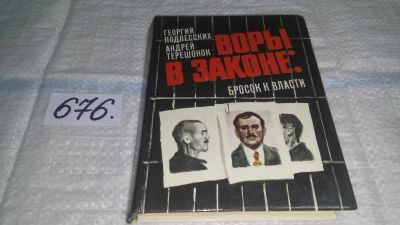 ГЕОРГИЙ
ПОДЛЕССКИХ
АНДРЕЙ
ТЕРЕШОНОК
ВОРЫ
В ЗАКОНЕ.
БРОСОК К ВЛАСТИ
676.